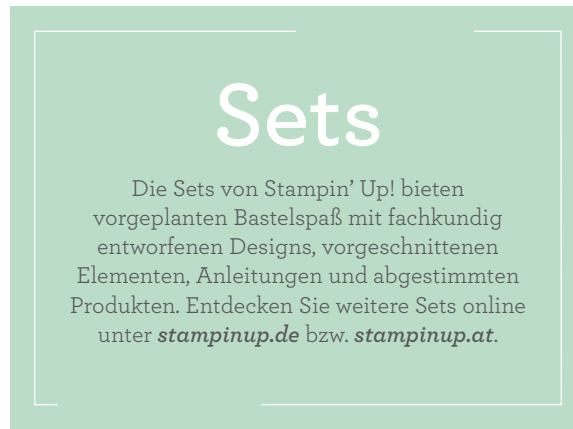 Sets
Die Sets von Stampin’ Up! bieten
vorgeplanten Bastelspaß mit fachkundig
entworfenen Designs, vorgeschnittenen
Elementen, Anleitungen und abgestimmten
Produkten. Entdecken Sie weitere Sets online
unter stampinup.de bzw. stampinup.at.